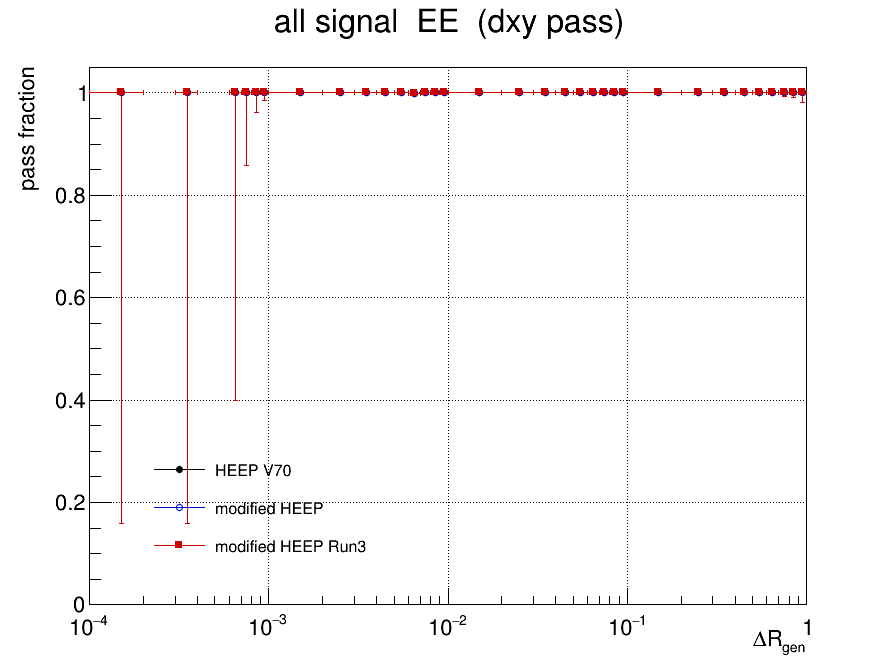 all signal EE (dxy pass)
pass fraction
1
0.8
0.6
0.4
0.2
0
HEEP V70
modified HEEP
modified HEEP Run3
10⁻⁴ 10⁻³ 10⁻² 10⁻¹ 1
ΔR_gen